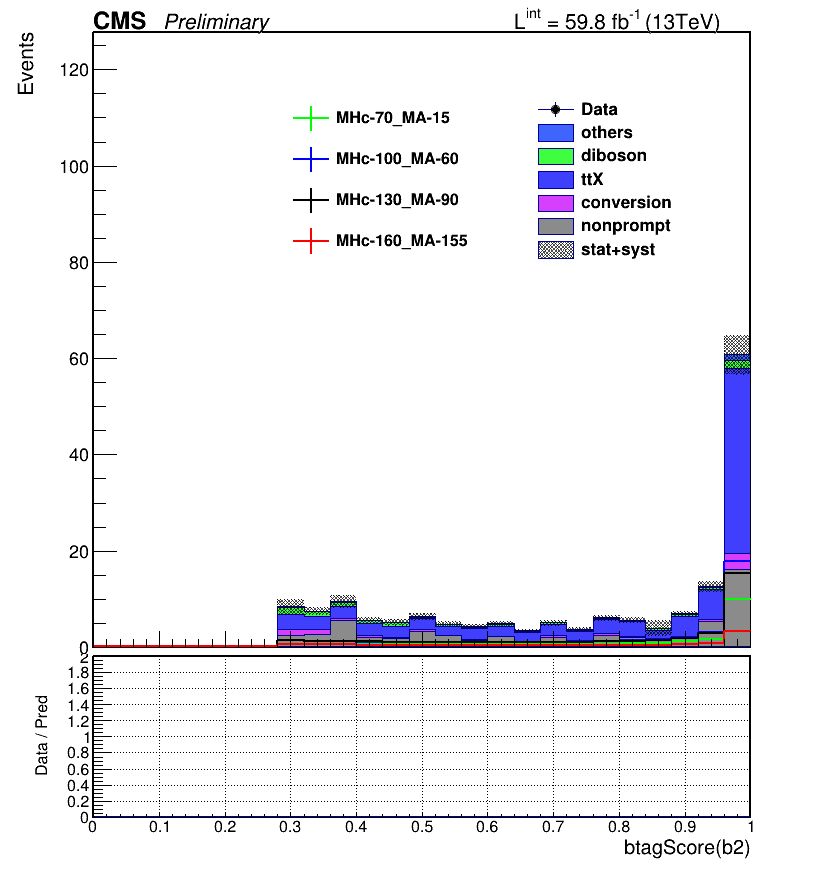 CMS Preliminary L^int = 59.8 fb^-1 (13TeV)
Events
120
100
80
60
40
20
0
MHc-70_MA-15
MHc-100_MA-60
MHc-130_MA-90
MHc-160_MA-155
Data
others
diboson
ttX
conversion
nonprompt
stat+syst
Data / Pred
2
1.8
1.6
1.4
1.2
1
0.8
0.6
0.4
0.2
0
0 0.1 0.2 0.3 0.4 0.5 0.6 0.7 0.8 0.9 1
btagScore(b2)